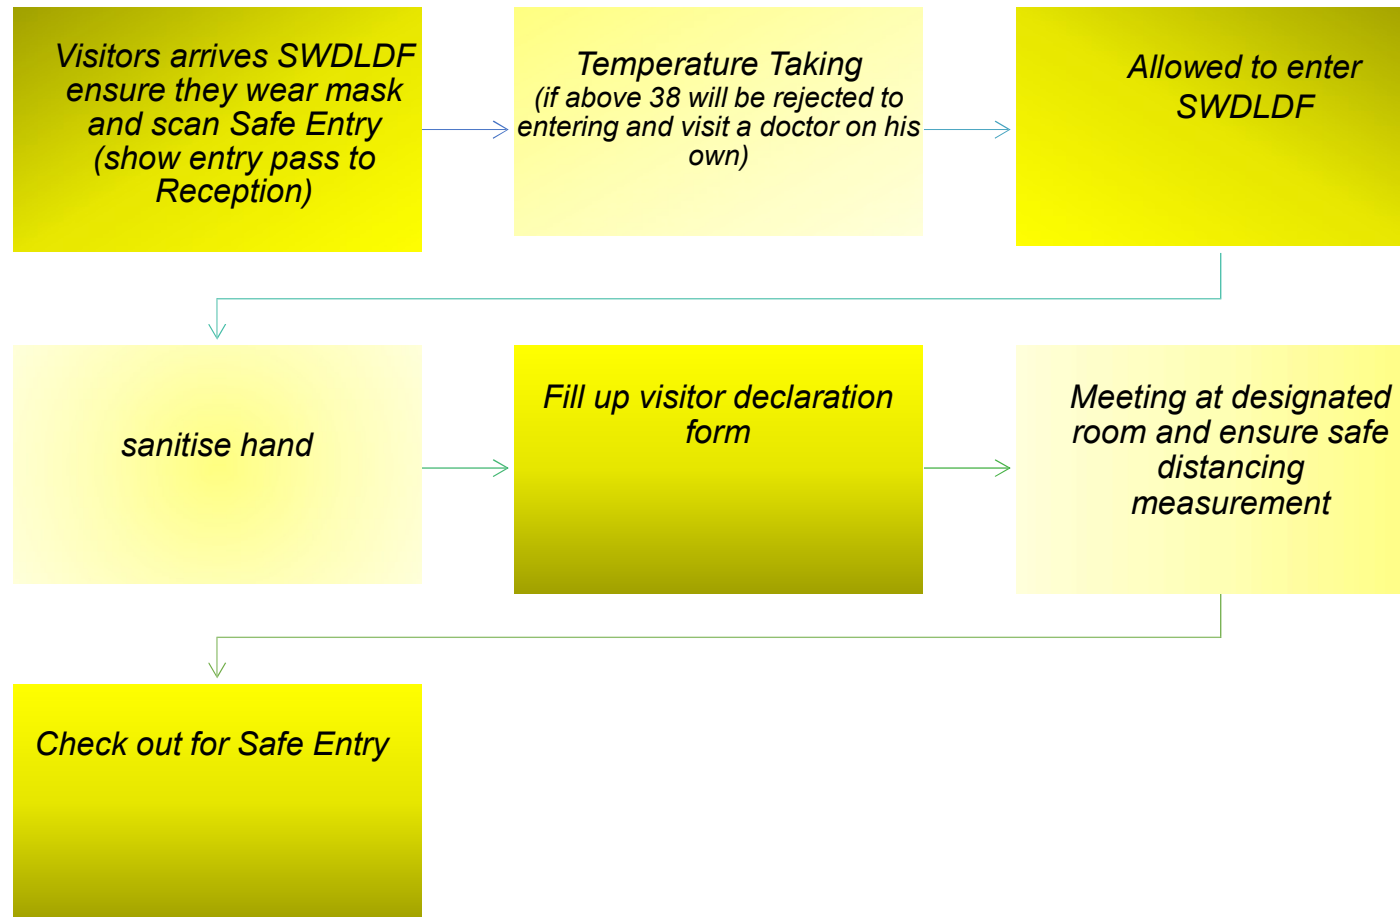 Visitors arrives SWDLDF
ensure they wear mask
and scan Safe Entry
(show entry pass to
Reception)
Temperature Taking
(if above 38 will be rejected to
entering and visit a doctor on his
own)
Allowed to enter
SWDLDF
sanitise hand
Fill up visitor declaration
form
Meeting at designated
room and ensure safe
distancing
measurement
Check out for Safe Entry